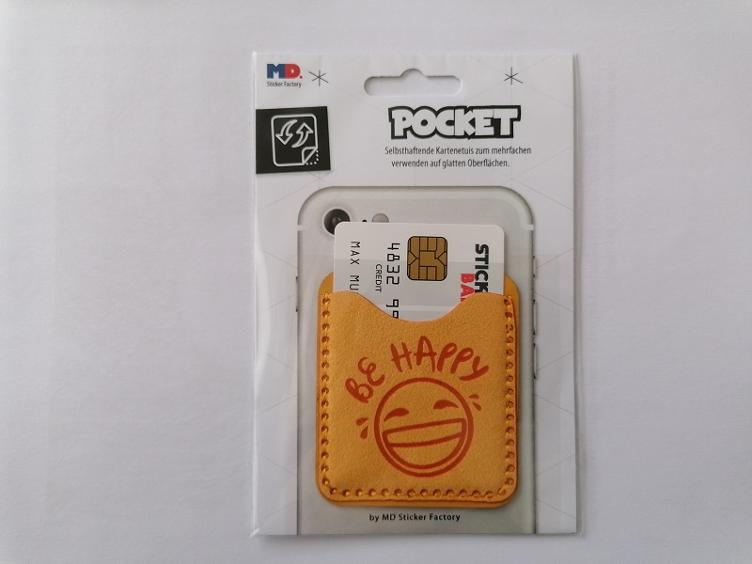 MD.
Sticker Factory
POCKET
Selbsthaftende Kartenetuis zum mehrfachen
verwenden auf glatten Oberflächen.
STICK
BA
4832 99
CREDIT
MAX MU
BE HAPPY
by MD Sticker Factory